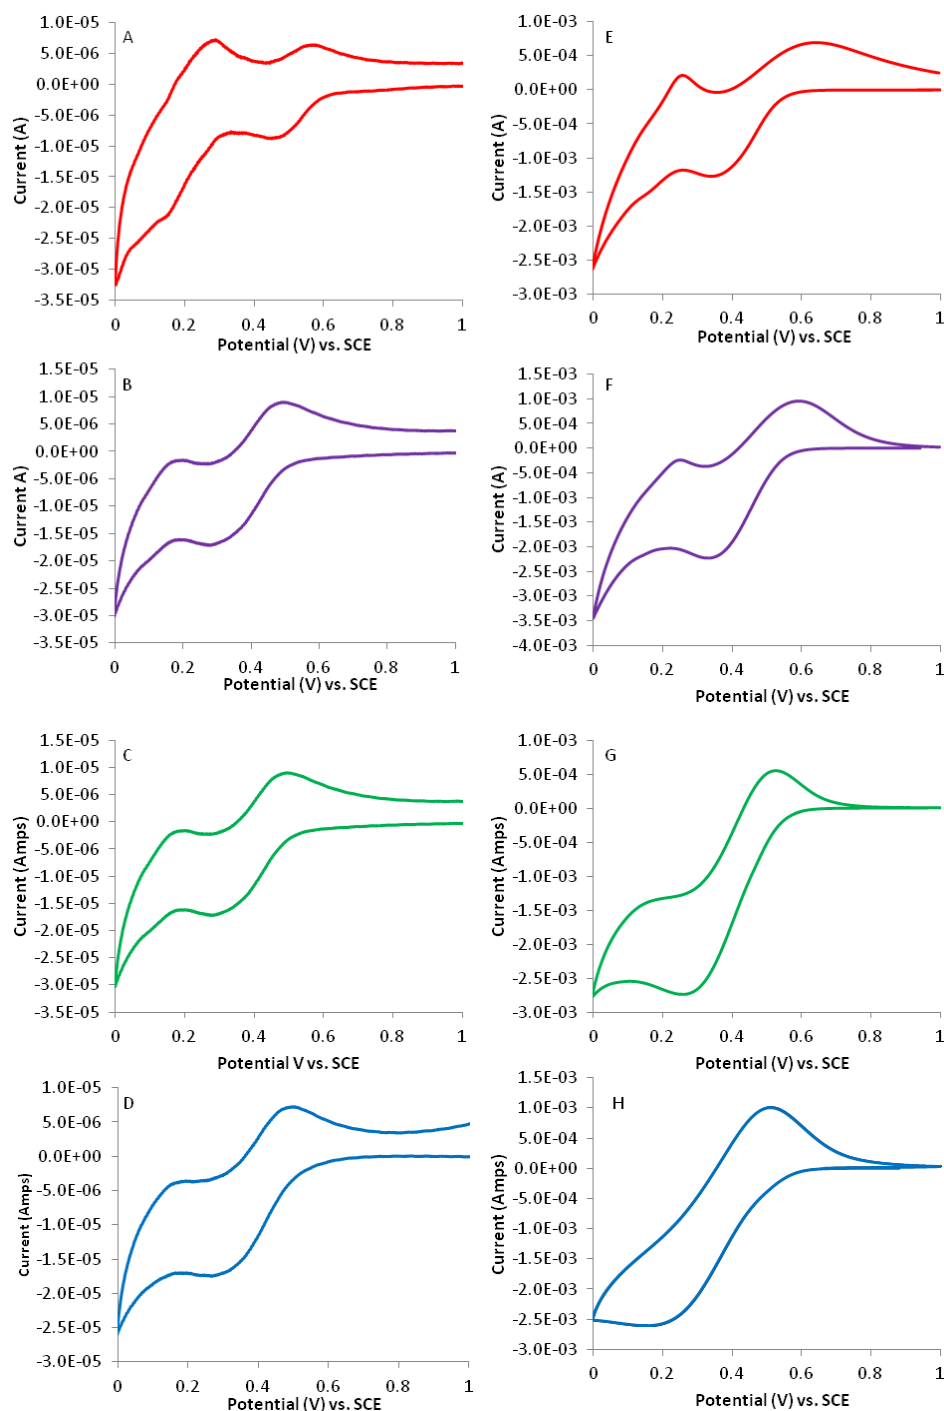 A
1.0E-05
5.0E-06
0.0E+00
-5.0E-06
-1.0E-05
-1.5E-05
-2.0E-05
-2.5E-05
-3.0E-05
-3.5E-05
Current (A)
0 0.2 0.4 0.6 0.8 1
Potential (V) vs. SCE
E
1.0E-03
5.0E-04
0.0E+00
-5.0E-04
-1.0E-03
-1.5E-03
-2.0E-03
-2.5E-03
-3.0E-03
Current (A)
0 0.2 0.4 0.6 0.8 1
Potential (V) vs. SCE
B
1.5E-05
1.0E-05
5.0E-06
0.0E+00
-5.0E-06
-1.0E-05
-1.5E-05
-2.0E-05
-2.5E-05
-3.0E-05
-3.5E-05
Current A)
0 0.2 0.4 0.6 0.8 1
Potential (V) vs. SCE
F
1.5E-03
1.0E-03
5.0E-04
0.0E+00
-5.0E-04
-1.0E-03
-1.5E-03
-2.0E-03
-2.5E-03
-3.0E-03
-3.5E-03
-4.0E-03
Current (A)
0 0.2 0.4 0.6 0.8 1
Potential (V) vs. SCE
C
1.5E-05
1.0E-05
5.0E-06
0.0E+00
-5.0E-06
-1.0E-05
-1.5E-05
-2.0E-05
-2.5E-05
-3.0E-05
-3.5E-05
Current (Amps)
0 0.2 0.4 0.6 0.8 1
Potential V vs. SCE
G
1.0E-03
5.0E-04
0.0E+00
-5.0E-04
-1.0E-03
-1.5E-03
-2.0E-03
-2.5E-03
-3.0E-03
Current (Amps)
0 0.2 0.4 0.6 0.8 1
Potential (V) vs. SCE
D
1.0E-05
5.0E-06
0.0E+00
-5.0E-06
-1.0E-05
-1.5E-05
-2.0E-05
-2.5E-05
-3.0E-05
Current (Amps)
0 0.2 0.4 0.6 0.8 1
Potential (V) vs. SCE
H
1.5E-03
1.0E-03
5.0E-04
0.0E+00
-5.0E-04
-1.0E-03
-1.5E-03
-2.0E-03
-2.5E-03
-3.0E-03
Current (Amps)
0 0.2 0.4 0.6 0.8 1
Potential (V) vs. SCE